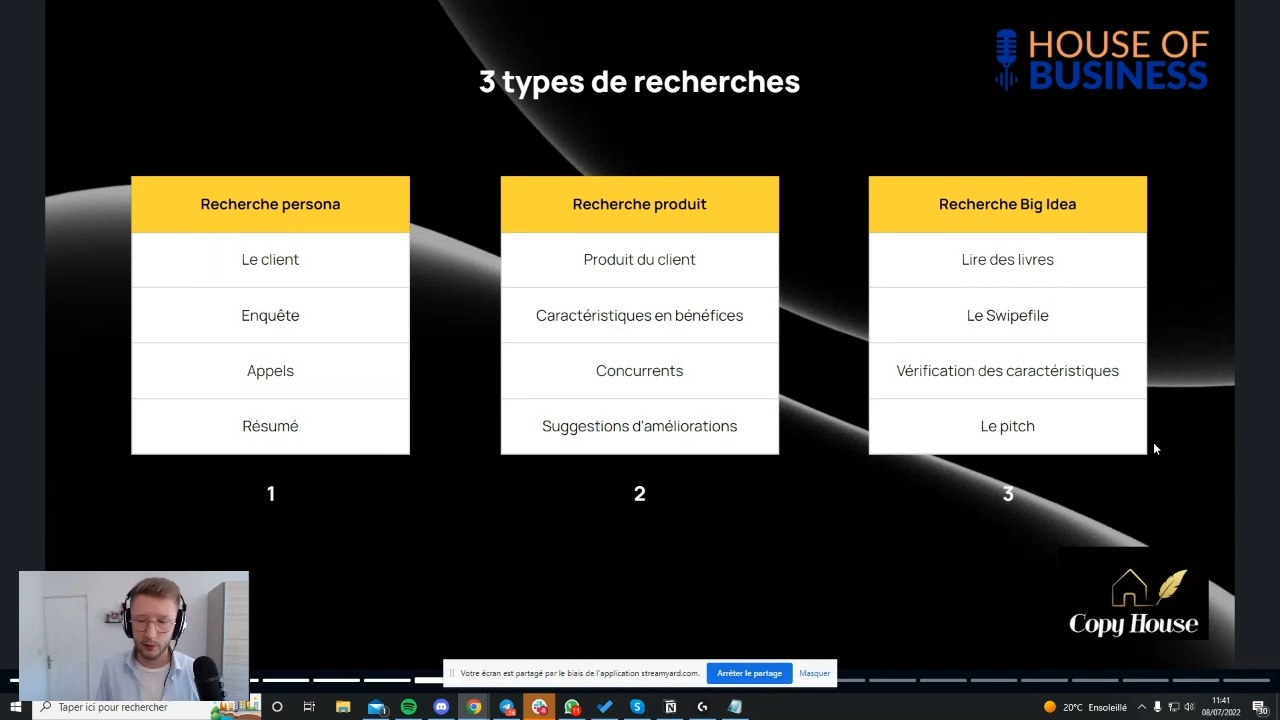 HOUSE OF
BUSINESS
3 types de recherches
Recherche persona
Le client
Enquête
Appels
Résumé
1
Recherche produit
Produit du client
Caractéristiques en bénéfices
Concurrents
Suggestions d'améliorations
2
Recherche Big Idea
Lire des livres
Le Swipefile
Vérification des caractéristiques
Le pitch
3
Copy House
Votre écran est partagé par le biais de l'application streamyard.com.
Arrêter le partage
Masquer
Taper ici pour rechercher
20°C Ensoleillé
11:41
08/07/2022